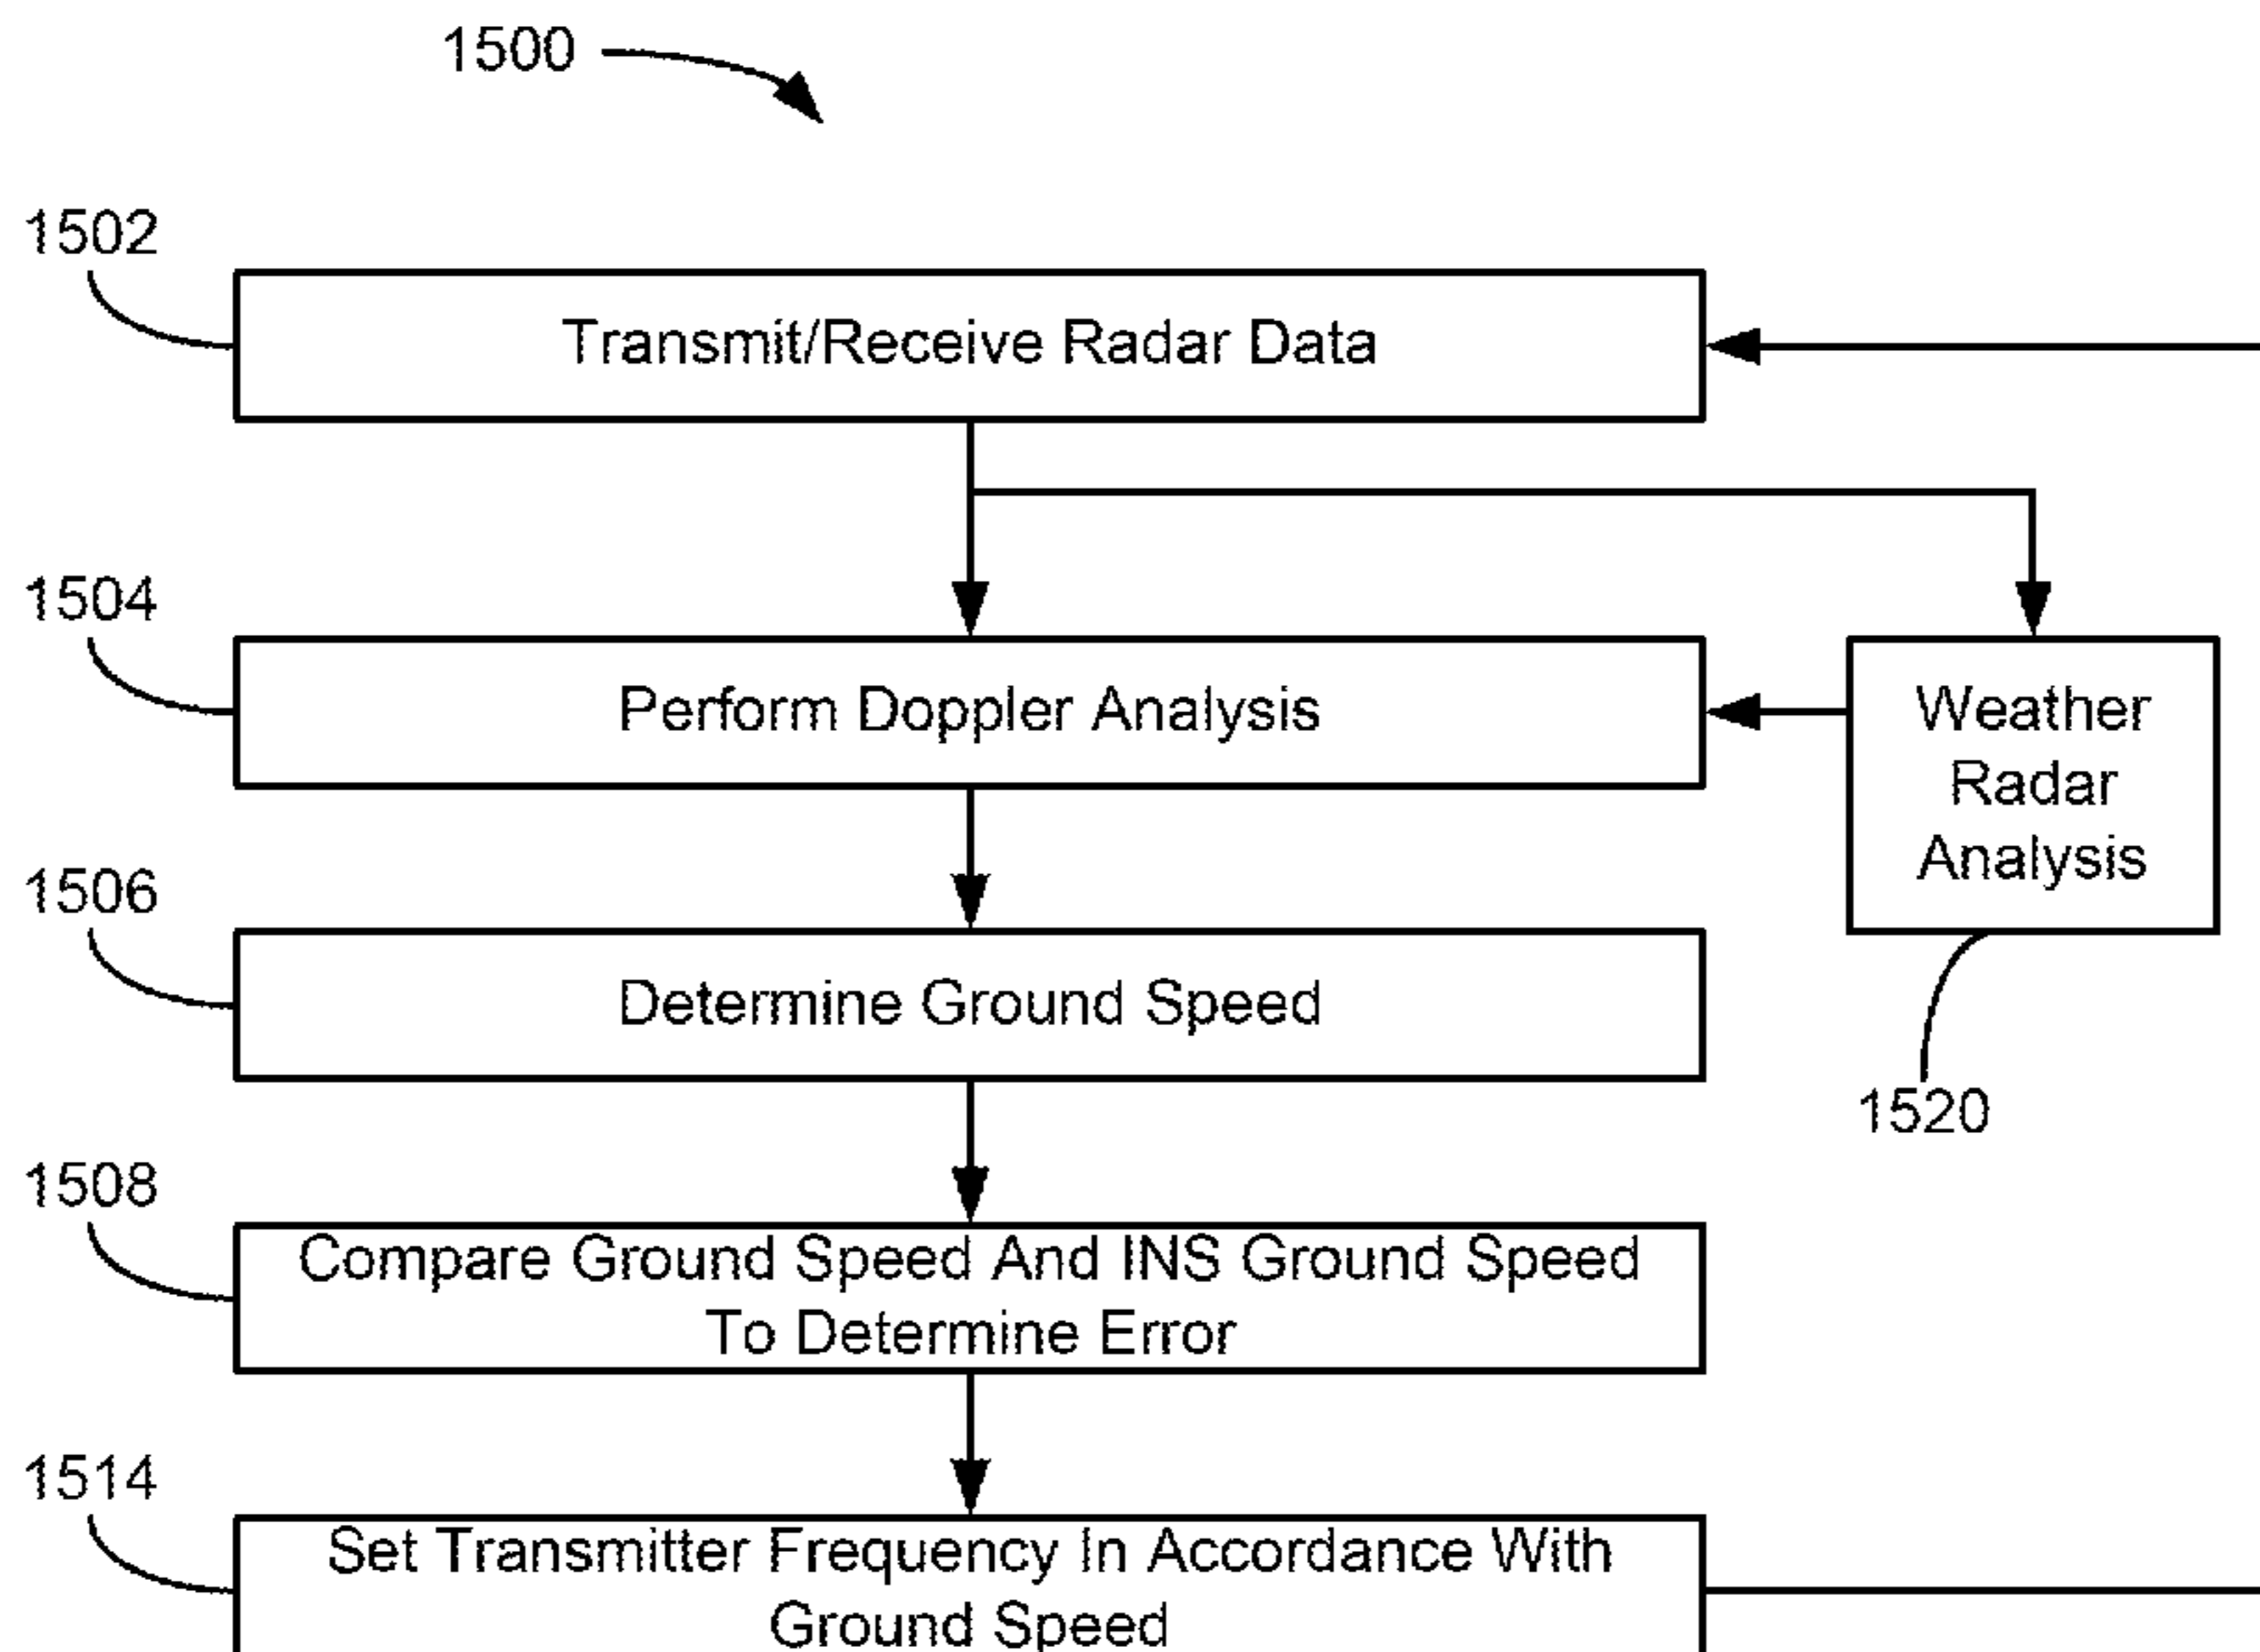 1500
1502
Transmit/Receive Radar Data
1504
Perform Doppler Analysis
Weather
Radar
Analysis
1506
Determine Ground Speed
1520
1508
Compare Ground Speed And INS Ground Speed
To Determine Error
1514
Set Transmitter Frequency In Accordance With
Ground Speed